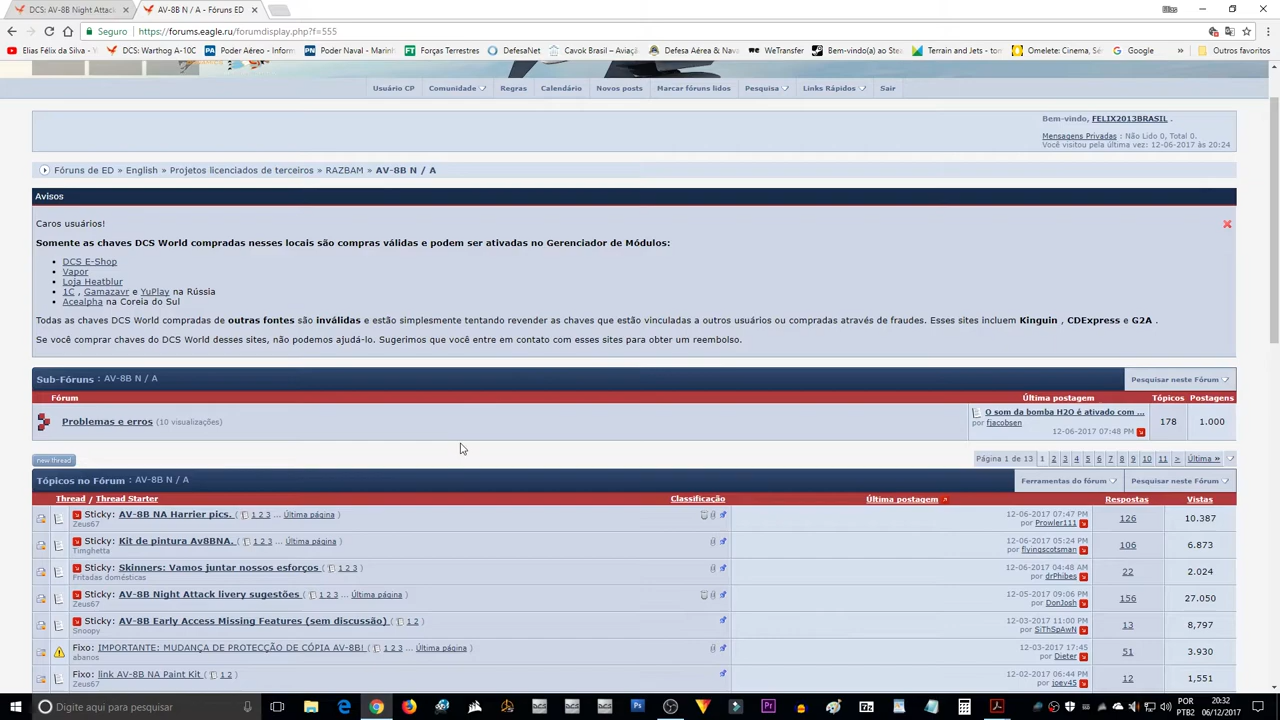 DCS: AV-8B Night Attack
AV-8B N / A - Fóruns ED
Elias
Seguro
https://forums.eagle.ru/forumdisplay.php?f=555
Elias Félix da Silva - Y
DCS: Warthog A-10C
Poder Aéreo - Inform
Poder Naval - Marinh
Forças Terrestres
DefesaNet
Cavok Brasil – Aviaçã
Defesa Aérea & Nava
WeTransfer
Bem-vindo(a) ao Ste
Terrain and Jets - tom
Omelete: Cinema, Sé
Google
»
Outros favoritos
Usuário CP
Comunidade
Regras
Calendário
Novos posts
Marcar fóruns lidos
Pesquisa
Links Rápidos
Sair
Bem-vindo, FELIX2013BRASIL .
Mensagens Privadas : Não Lido 0, Total 0.
Você visitou pela última vez: 12-06-2017 às 20:24
Fóruns de ED » English » Projetos licenciados de terceiros » RAZBAM » AV-8B N / A
Avisos
Caros usuários!
Somente as chaves DCS World compradas nesses locais são compras válidas e podem ser ativadas no Gerenciador de Módulos:
DCS E-Shop
Vapor
Loja Heatblur
1C , Gamazavr e YuPlay na Rússia
Acealpha na Coreia do Sul
Todas as chaves DCS World compradas de outras fontes são inválidas e estão simplesmente tentando revender as chaves que estão vinculadas a outros usuários ou compradas através de fraudes. Esses sites incluem Kinguin , CDExpress e G2A .
Se você comprar chaves do DCS World desses sites, não podemos ajudá-lo. Sugerimos que você entre em contato com esses sites para obter um reembolso.
Sub-Fóruns : AV-8B N / A
Pesquisar neste Fórum
Fórum Última postagem Tópicos Postagens
Problemas e erros (10 visualizações)
O som da bomba H2O é ativado com ...
por fjacobsen
12-06-2017 07:48 PM
178 1.000
new thread
Página 1 de 13 1 2 3 4 5 6 7 8 9 10 11 > Última »
Tópicos no Fórum : AV-8B N / A
Ferramentas do fórum
Pesquisar neste Fórum
Thread / Thread Starter Classificação Última postagem Respostas Vistas
Sticky: AV-8B NA Harrier pics. ( 1 2 3 ... Última página )
Zeus67
12-06-2017 07:47 PM
por Prowler111
126 10.387
Sticky: Kit de pintura Av8BNA. ( 1 2 3 ... Última página )
Timghetta
12-06-2017 05:24 PM
por flyingscotsman
106 6.873
Sticky: Skinners: Vamos juntar nossos esforços ( 1 2 3 )
Fritadas domésticas
12-06-2017 04:48 AM
por drPhibes
22 2.024
Sticky: AV-8B Night Attack livery sugestões ( 1 2 3 ... Última página )
Zeus67
12-05-2017 09:06 PM
por DonJosh
156 27.050
Sticky: AV-8B Early Access Missing Features (sem discussão) ( 1 2 )
Snoopy
12-03-2017 11:00 PM
por SiThSpAwN
13 8,797
Fixo: IMPORTANTE: MUDANÇA DE PROTECÇÃO DE CÓPIA AV-8B! ( 1 2 3 ... Última página )
abanos
12-03-2017 17:45
por Dieter
51 3.930
Fixo: link AV-8B NA Paint Kit ( 1 2 )
Zeus67
12-02-2017 06:44 PM
por joey45
12 1,551
Digite aqui para pesquisar
POR
PTB2
20:32
06/12/2017